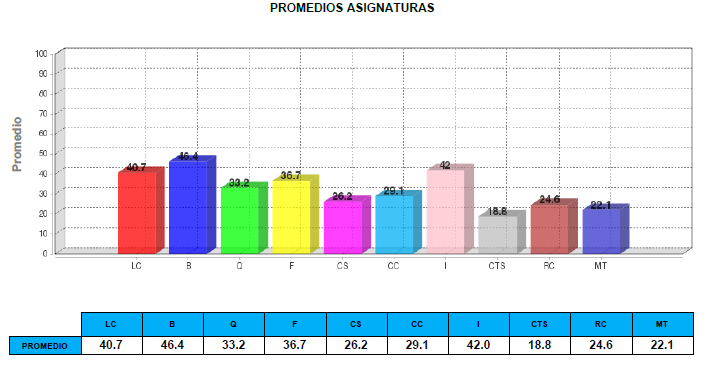 PROMEDIOS ASIGNATURAS
Promedio
100
90
80
70
60
50
40
30
20
10
0
40.7 46.4 33.2 36.7 26.2 29.1 42 18.8 24.6 22.1
LC B Q F CS CC I CTS RC MT
LC B Q F CS CC I CTS RC MT
PROMEDIO 40.7 46.4 33.2 36.7 26.2 29.1 42.0 18.8 24.6 22.1